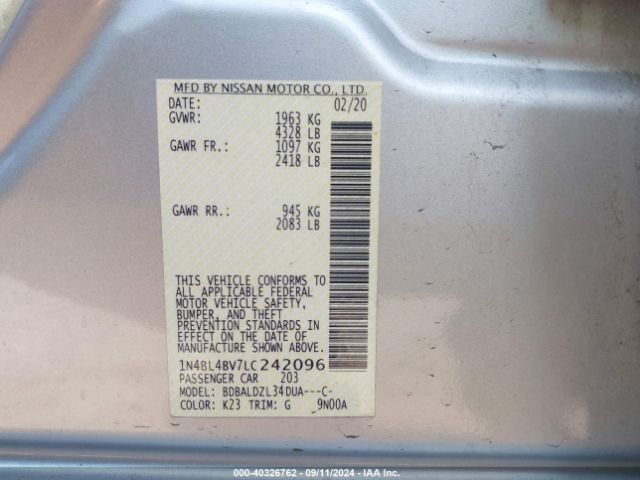 MFD BY NISSAN MOTOR CO., LTD.
DATE: 02/20
GVWR: 1963 KG
4328 LB
GAWR FR.: 1097 KG
2418 LB
GAWR RR.: 945 KG
2083 LB
THIS VEHICLE CONFORMS TO
ALL APPLICABLE FEDERAL
MOTOR VEHICLE SAFETY,
BUMPER, AND THEFT
PREVENTION STANDARDS IN
EFFECT ON THE DATE OF
MANUFACTURE SHOWN ABOVE.
1N4BL4BV7LC242096
PASSENGER CAR 203
MODEL: BDBALDZL34DUA---C-
COLOR: K23 TRIM: G 9N00A
000-40326762 - 09/11/2024 - IAA Inc.